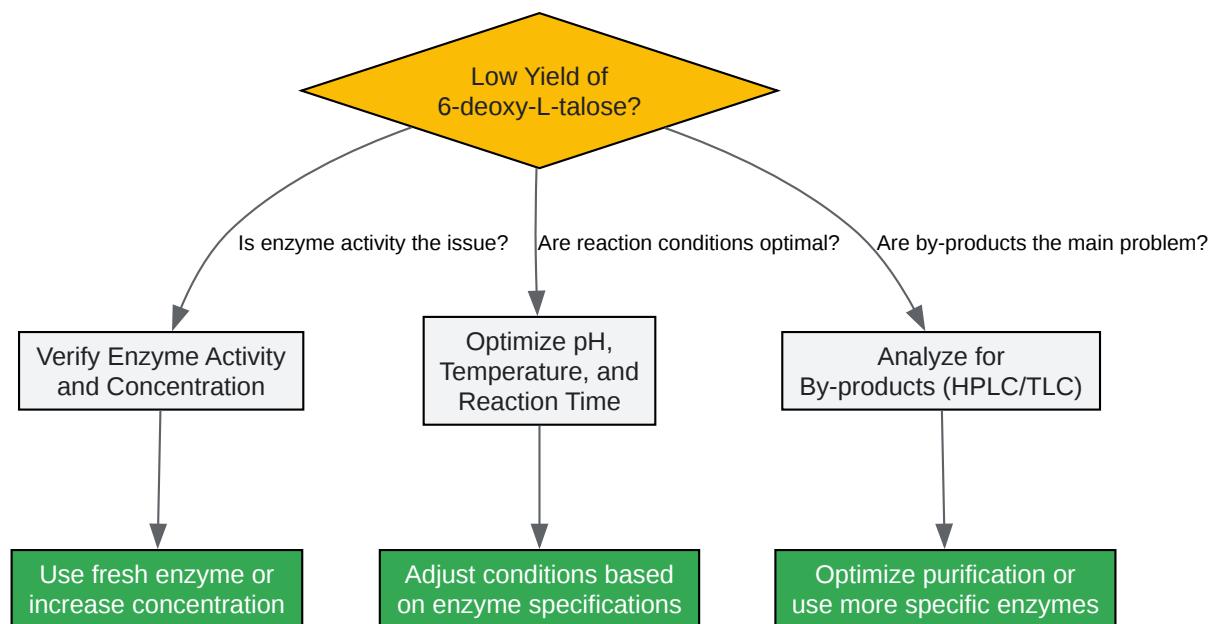 Low Yield of
6-deoxy-L-talose?
Is enzyme activity the issue?
Are reaction conditions optimal?
Are by-products the main problem?
Verify Enzyme Activity
and Concentration
Optimize pH,
Temperature, and
Reaction Time
Analyze for
By-products (HPLC/TLC)
Use fresh enzyme or
increase concentration
Adjust conditions based
on enzyme specifications
Optimize purification or
use more specific enzymes